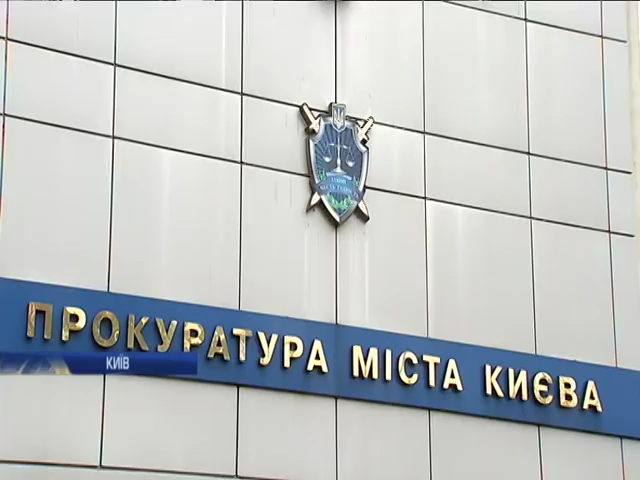 ПРОКУРАТУРА МІСТА КИЄВА
КИЇВ